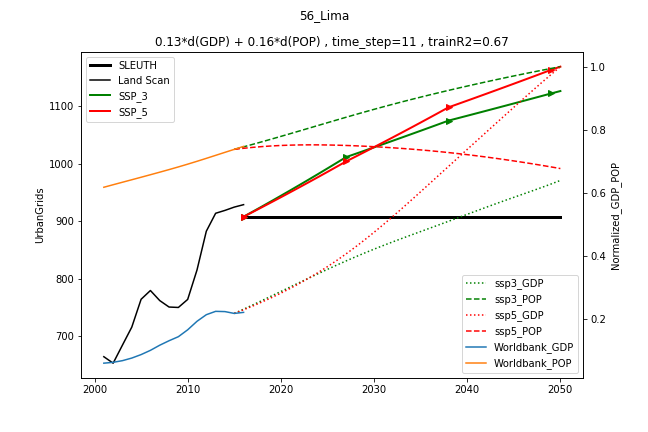 56_Lima
0.13*d(GDP) + 0.16*d(POP) , time_step=11 , trainR2=0.67
SLEUTH
Land Scan
SSP_3
SSP_5
1100
1000
900
800
700
UrbanGrids
1.0
0.8
0.6
0.4
0.2
Normalized_GDP_POP
ssp3_GDP
ssp3_POP
ssp5_GDP
ssp5_POP
Worldbank_GDP
Worldbank_POP
2000 2010 2020 2030 2040 2050